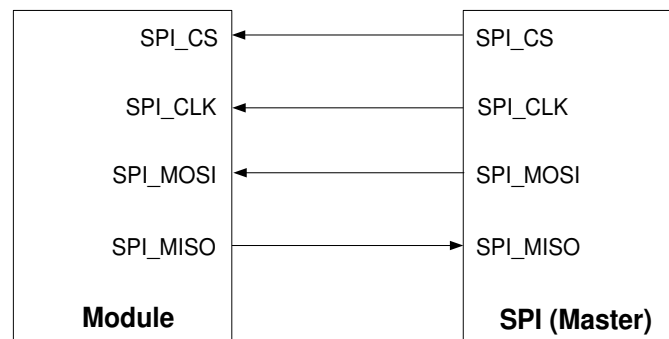 SPI_CS SPI_CS
SPI_CLK SPI_CLK
SPI_MOSI SPI_MOSI
SPI_MISO SPI_MISO
Module SPI (Master)